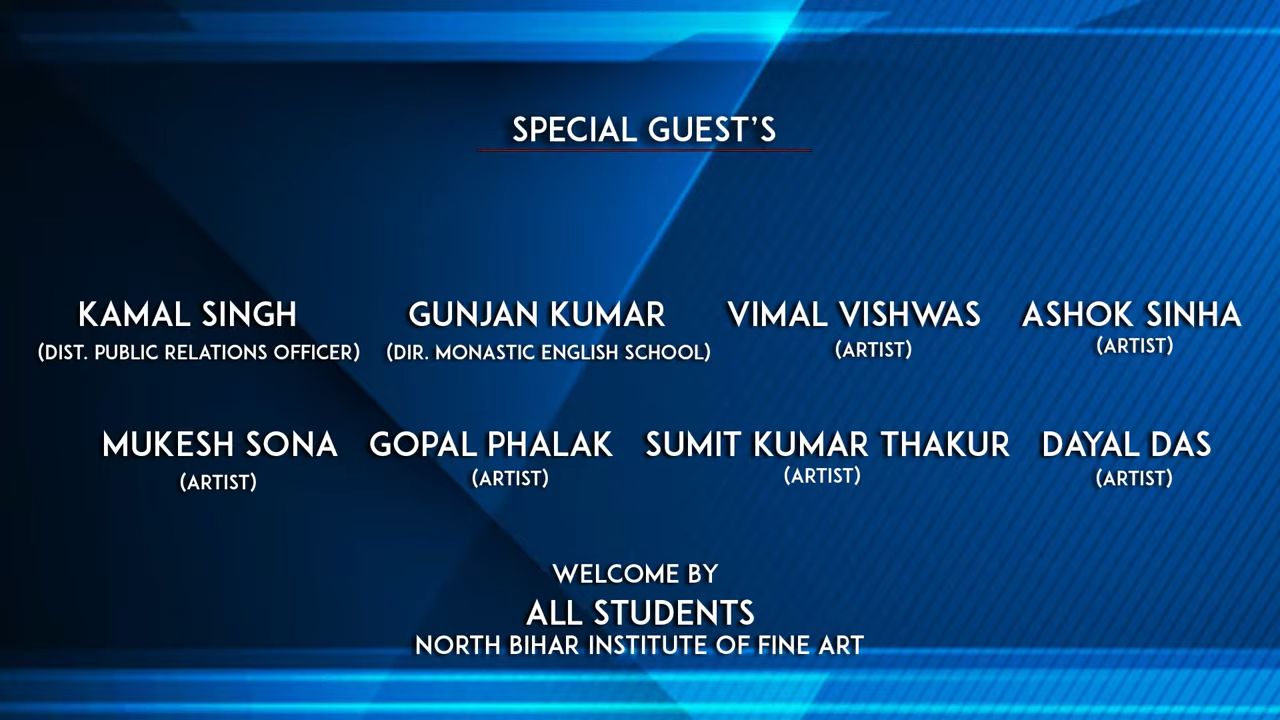 SPECIAL GUEST'S
KAMAL SINGH GUNJAN KUMAR VIMAL VISHWAS ASHOK SINHA
(DIST. PUBLIC RELATIONS OFFICER) (DIR. MONASTIC ENGLISH SCHOOL) (ARTIST) (ARTIST)
MUKESH SONA GOPAL PHALAK SUMIT KUMAR THAKUR DAYAL DAS
(ARTIST) (ARTIST) (ARTIST) (ARTIST)
WELCOME BY
ALL STUDENTS
NORTH BIHAR INSTITUTE OF FINE ART